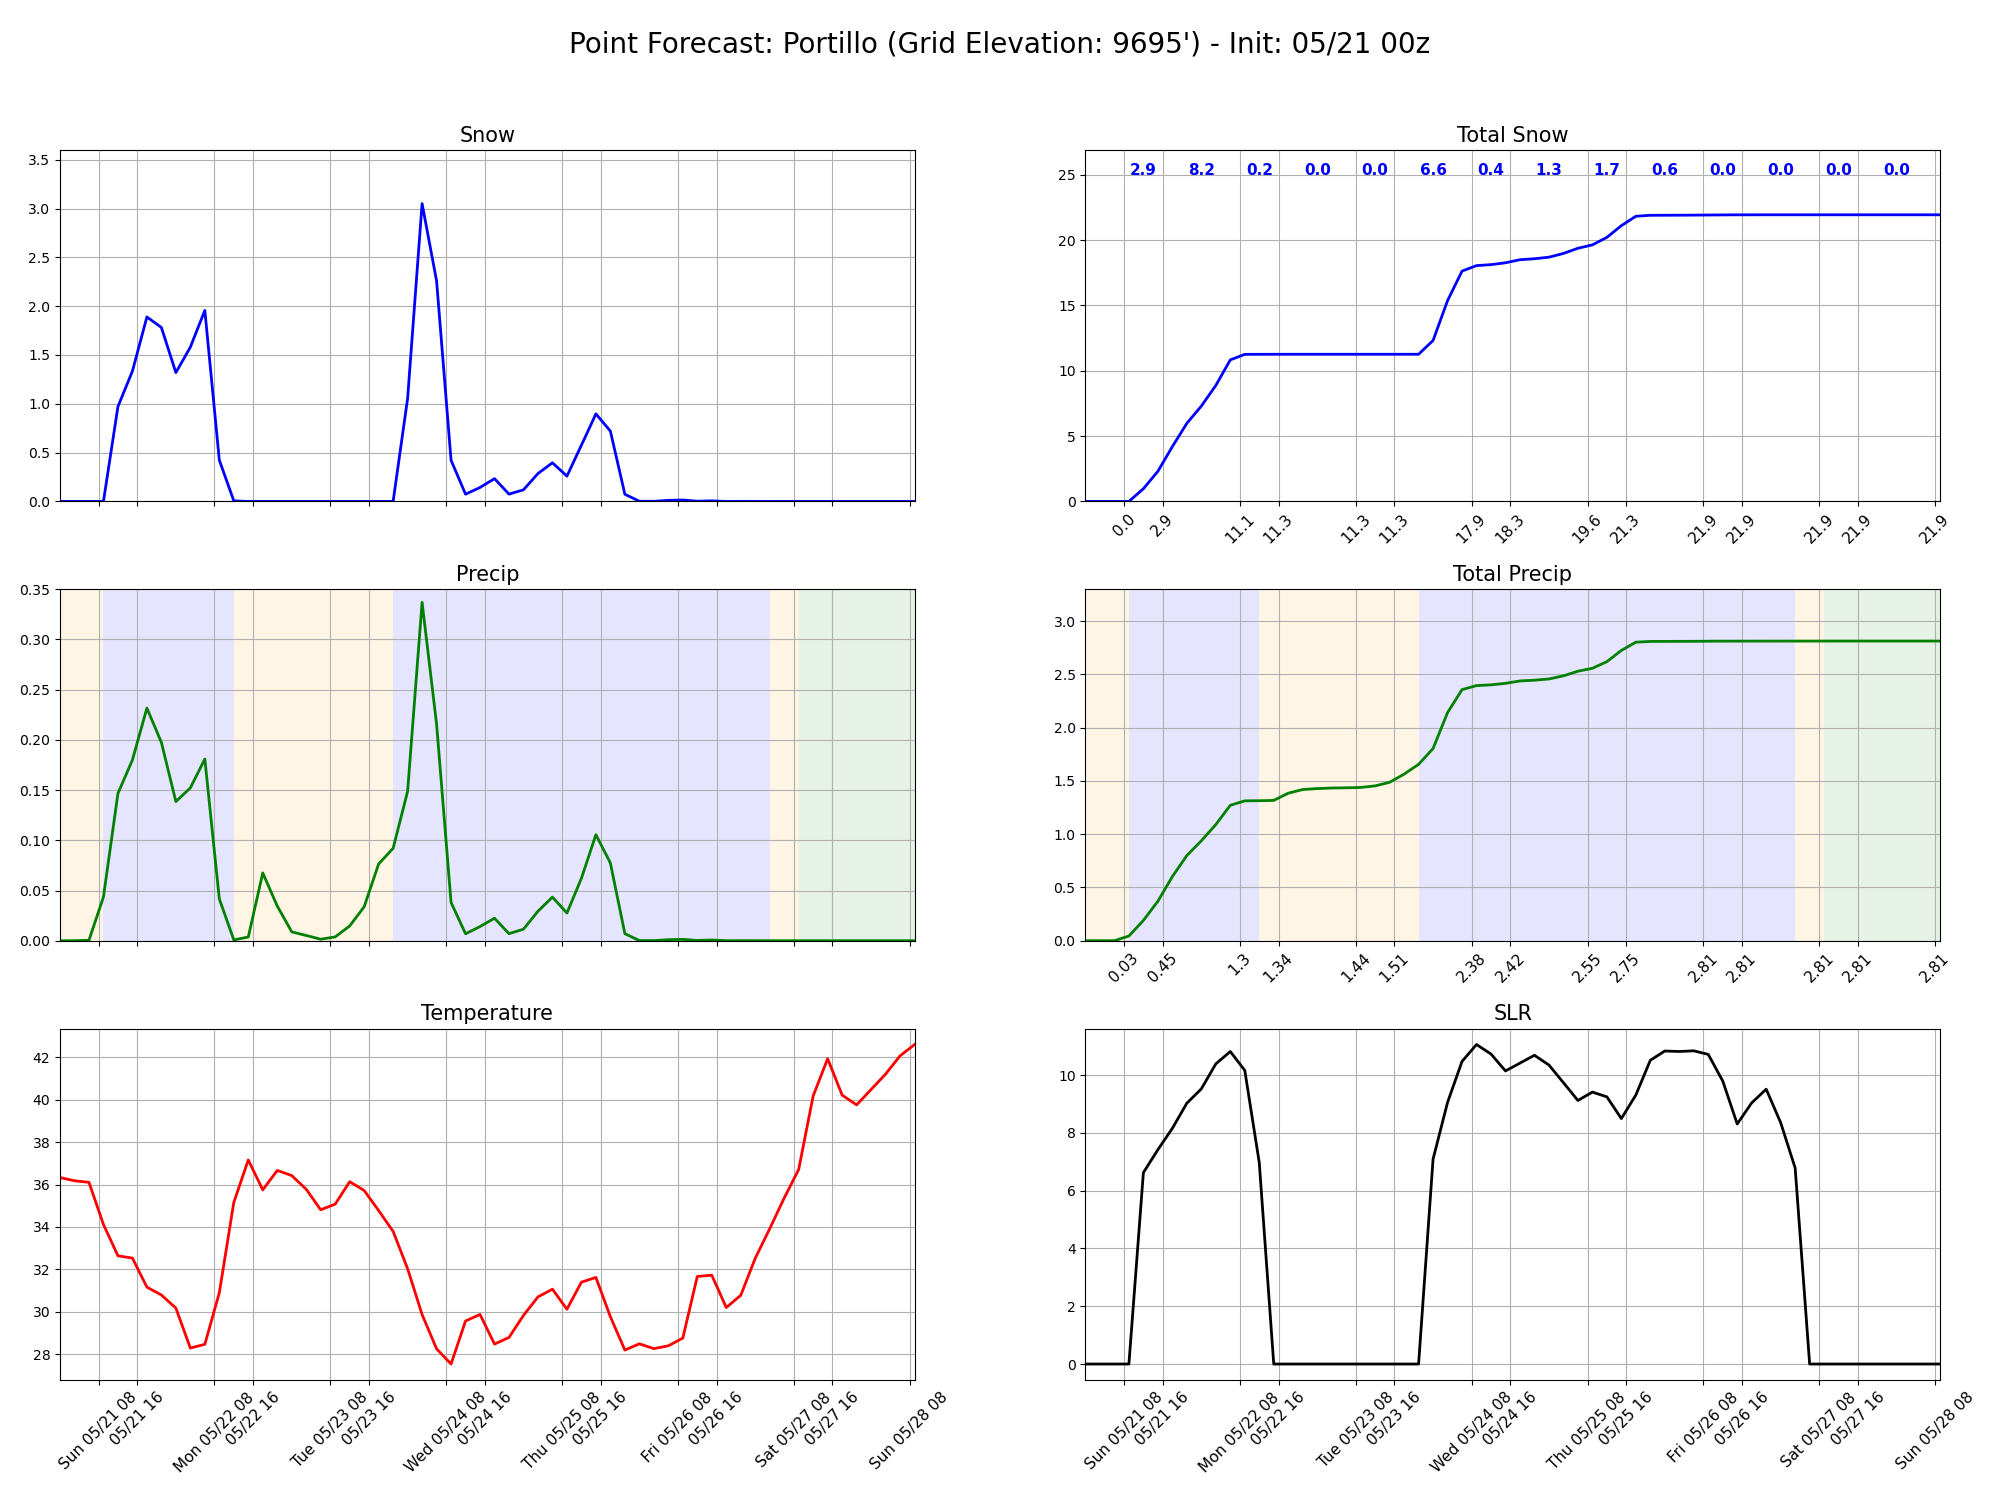 Point Forecast: Portillo (Grid Elevation: 9695') - Init: 05/21 00z
Snow
3.5
3.0
2.5
2.0
1.5
1.0
0.5
0.0
Total Snow
2.9 8.2 0.2 0.0 0.0 6.6 0.4 1.3 1.7 0.6 0.0 0.0 0.0 0.0
25
20
15
10
5
0
0.0 2.9 11.1 11.3 11.3 11.3 17.9 18.3 19.6 21.3 21.9 21.9 21.9 21.9 21.9
Precip
0.35
0.30
0.25
0.20
0.15
0.10
0.05
0.00
Total Precip
3.0
2.5
2.0
1.5
1.0
0.5
0.0
0.03 0.45 1.3 1.34 1.44 1.51 2.38 2.42 2.55 2.75 2.81 2.81 2.81 2.81 2.81
Temperature
42
40
38
36
34
32
30
28
Sun 05/21 08
05/21 16
Mon 05/22 08
05/22 16
Tue 05/23 08
05/23 16
Wed 05/24 08
05/24 16
Thu 05/25 08
05/25 16
Fri 05/26 08
05/26 16
Sat 05/27 08
05/27 16
Sun 05/28 08
SLR
10
8
6
4
2
0
Sun 05/21 08
05/21 16
Mon 05/22 08
05/22 16
Tue 05/23 08
05/23 16
Wed 05/24 08
05/24 16
Thu 05/25 08
05/25 16
Fri 05/26 08
05/26 16
Sat 05/27 08
05/27 16
Sun 05/28 08